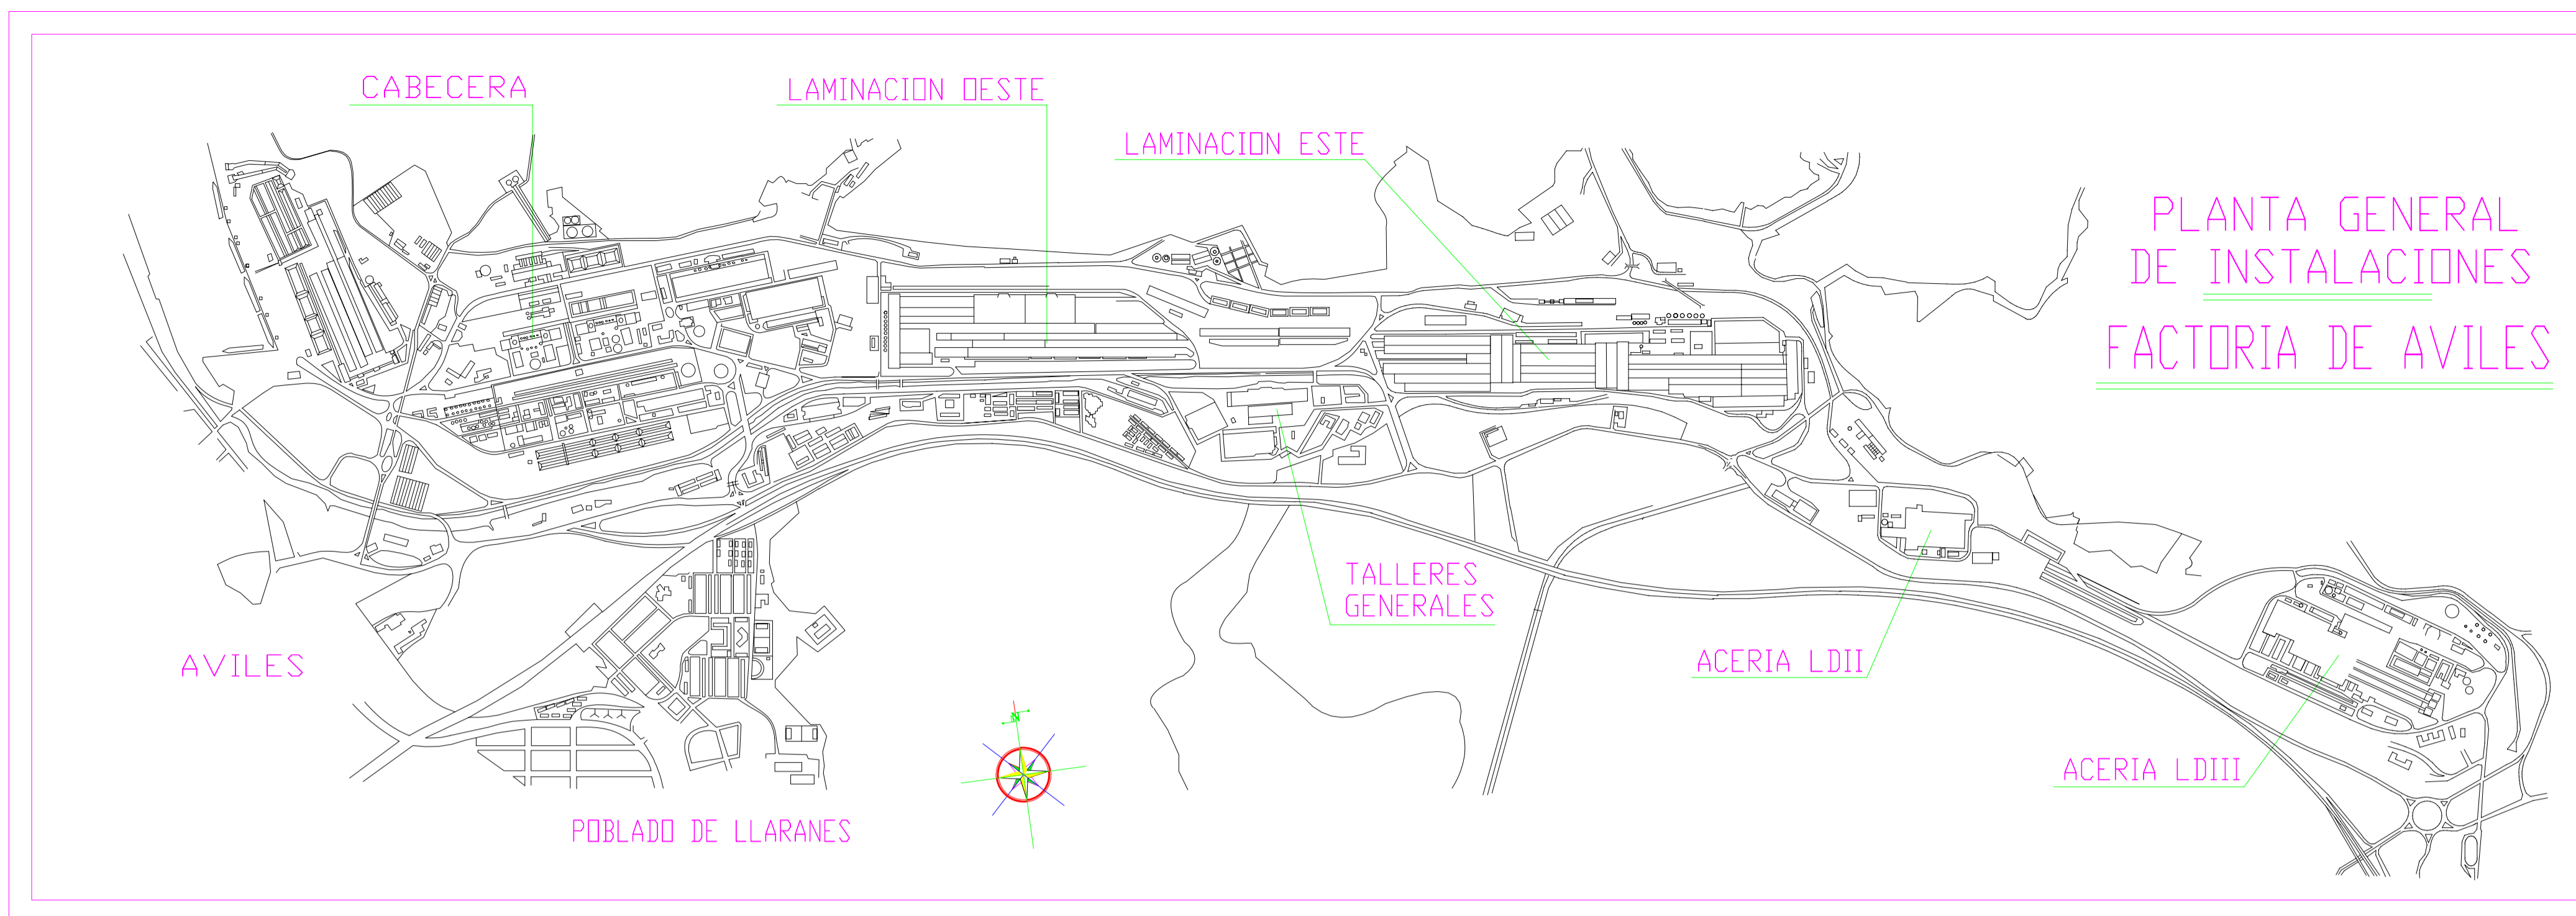 CABECERA
LAMINACION OESTE
LAMINACION ESTE
PLANTA GENERAL
DE INSTALACIONES
FACTORIA DE AVILES
TALLERES
GENERALES
AVILES
ACERIA LDII
ACERIA LDIII
N
POBLADO DE LLARANES